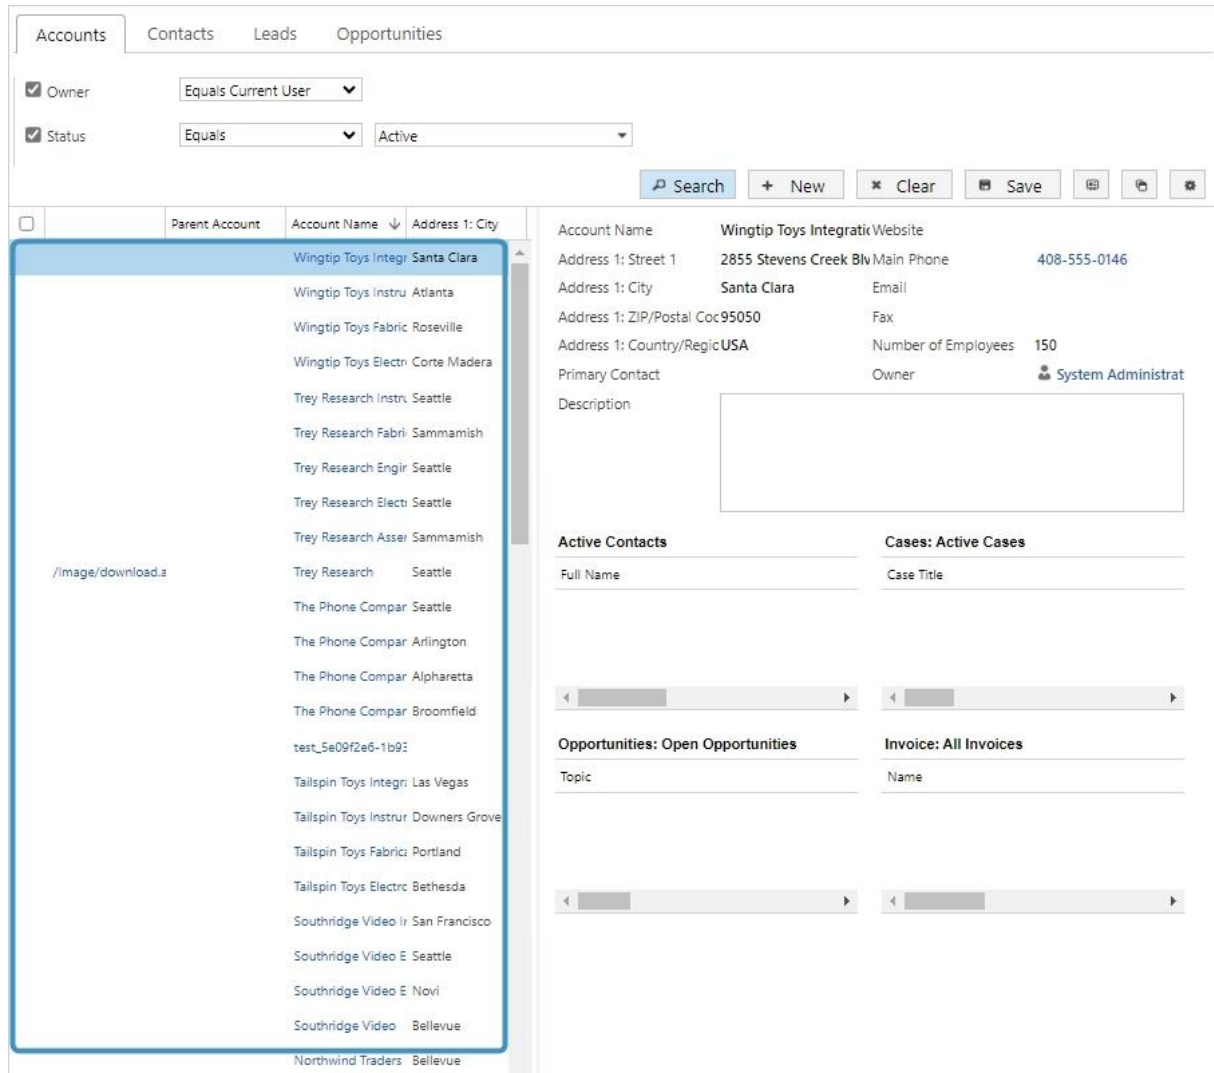 Accounts Contacts Leads Opportunities
Owner Equals Current User
Status Equals Active
Search New Clear Save
Parent Account Account Name Address 1: City
Wingtip Toys Integr Santa Clara
Wingtip Toys Instru Atlanta
Wingtip Toys Fabric Roseville
Wingtip Toys Electr Corte Madera
Trey Research Instr Seattle
Trey Research Fabri Sammamish
Trey Research Engir Seattle
Trey Research Elect Seattle
Trey Research Asser Sammamish
/Image/download.a Trey Research Seattle
The Phone Compar Seattle
The Phone Compar Arlington
The Phone Compar Alpharetta
The Phone Compar Broomfield
test_5e09f2e6-1b93
Tailspin Toys Integr Las Vegas
Tailspin Toys Instrur Downers Grove
Tailspin Toys Fabric Portland
Tailspin Toys Electrc Bethesda
Southridge Video Ir San Francisco
Southridge Video E Seattle
Southridge Video E Novi
Southridge Video Bellevue
Northwind Traders Bellevue
Account Name Wingtip Toys Integratic Website
Address 1: Street 1 2855 Stevens Creek Blv Main Phone 408-555-0146
Address 1: City Santa Clara Email
Address 1: ZIP/Postal Coc 95050 Fax
Address 1: Country/Regic USA Number of Employees 150
Primary Contact Owner System Administrat
Description
Active Contacts Cases: Active Cases
Full Name Case Title
Opportunities: Open Opportunities Invoice: All Invoices
Topic Name